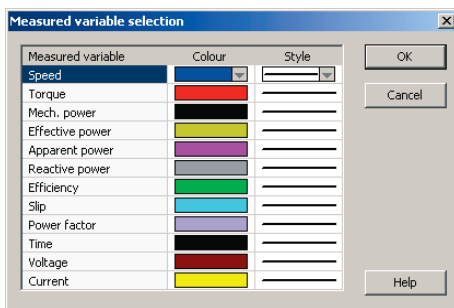 Measured variable selection
Measured variable Colour Style
Speed
Torque
Mech. power
Effective power
Apparent power
Reactive power
Efficiency
Slip
Power factor
Time
Voltage
Current
OK
Cancel
Help